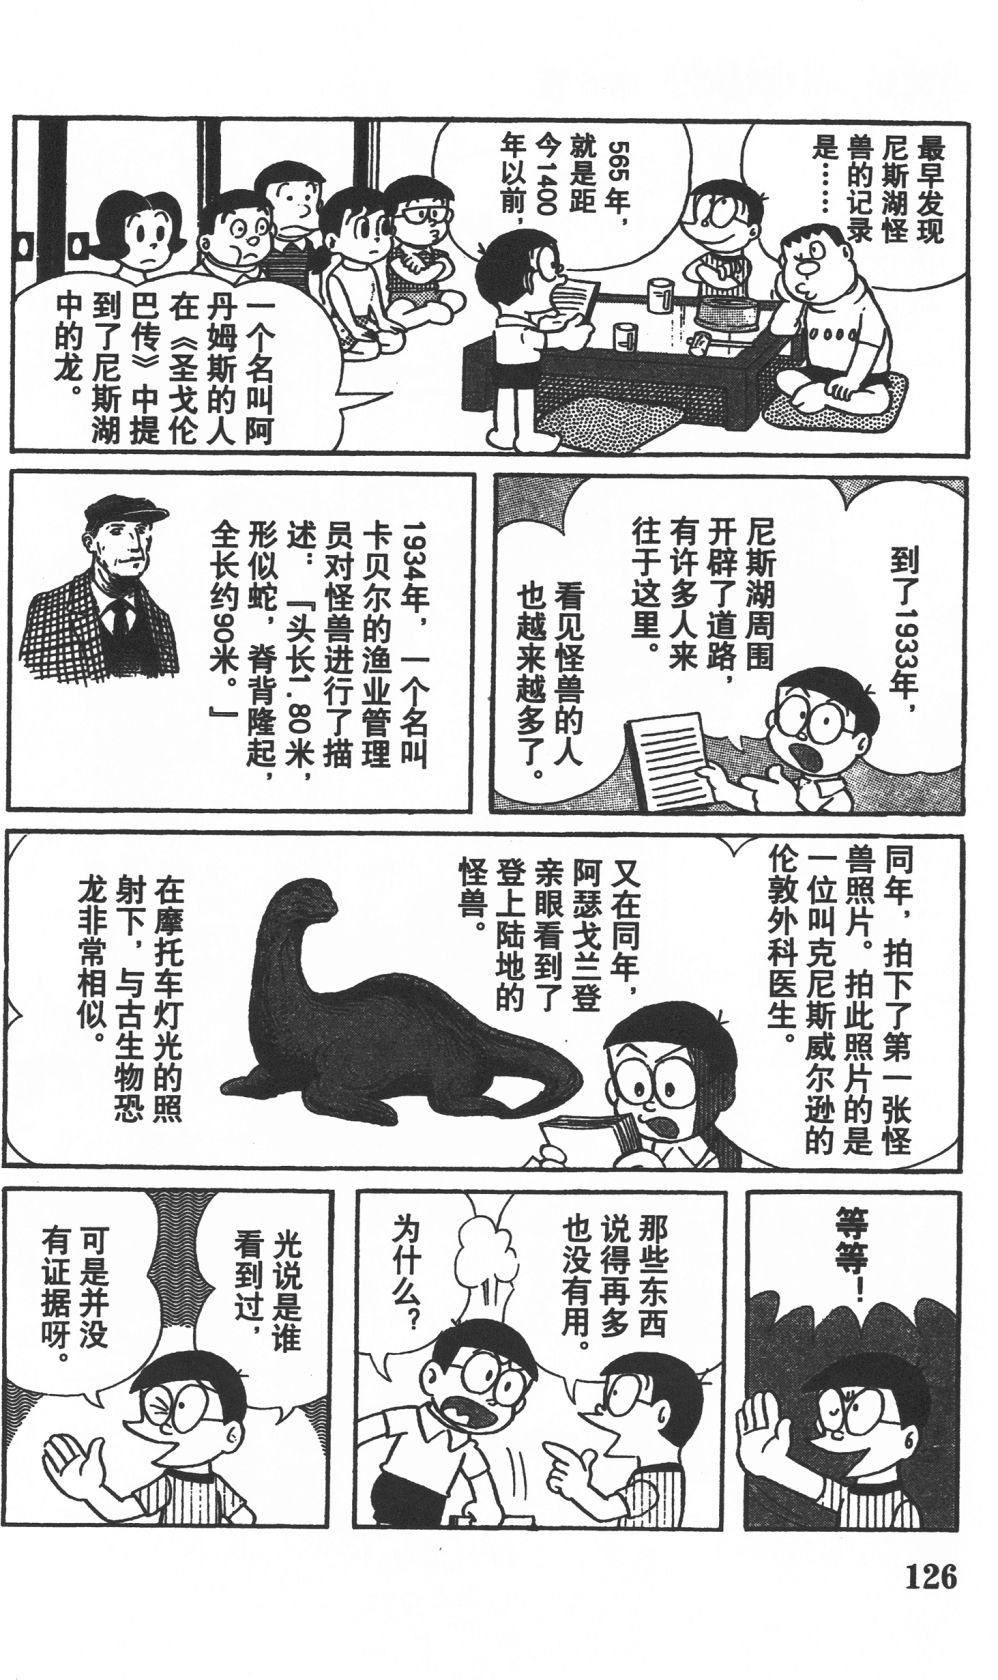 最早发现
尼斯湖怪
兽的记录
是……
565年，
就是距
今1400
年以前，
一个名叫阿
丹姆斯的人
在《圣戈伦
巴传》中提
到了尼斯湖
中的龙。
到了1933年，
尼斯湖周围
开辟了道路，
有许多人来
往于这里。
看见怪兽的人
也越来越多了。
1934年，一个名叫
卡贝尔的渔业管理
员对怪兽进行了描
述：『头长1.80米，
形似蛇，脊背隆起，
全长约90米。』
同年，拍下了第一张怪
兽照片。拍此照片的是
一位叫克尼斯威尔逊的
伦敦外科医生。
又在同年，
阿瑟戈兰登
亲眼看到了
登上陆地的
怪兽。
在摩托车灯光的照
射下，与古生物恐
龙非常相似。
等等！
那些东西
说得再多
也没有用。
为什么？
光说是谁
看到过，
可是并没
有证据呀。
126